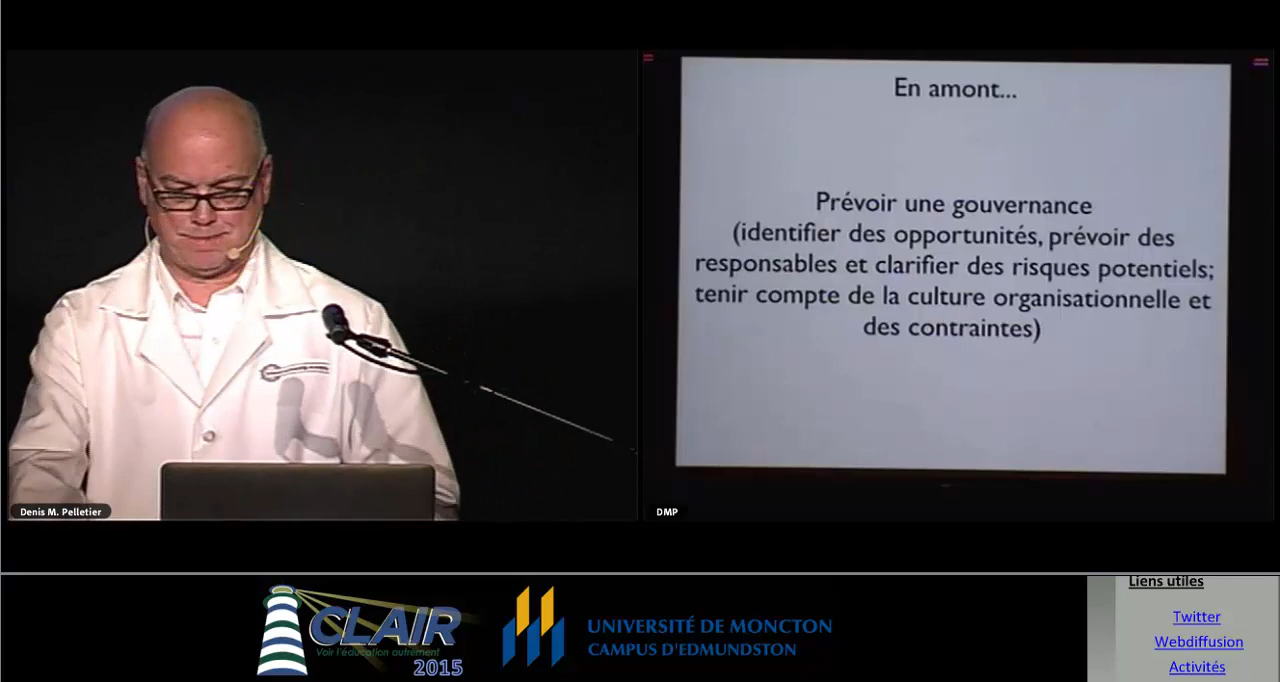 En amont...
Prévoir une gouvernance
(identifier des opportunités, prévoir des
responsables et clarifier des risques potentiels;
tenir compte de la culture organisationnelle et
des contraintes)
Denis M. Pelletier
DMP
CLAIR
Voir l'éducation autrement
2015
UNIVERSITÉ DE MONCTON
CAMPUS D'EDMUNDSTON
Liens utiles
Twitter
Webdiffusion
Activités